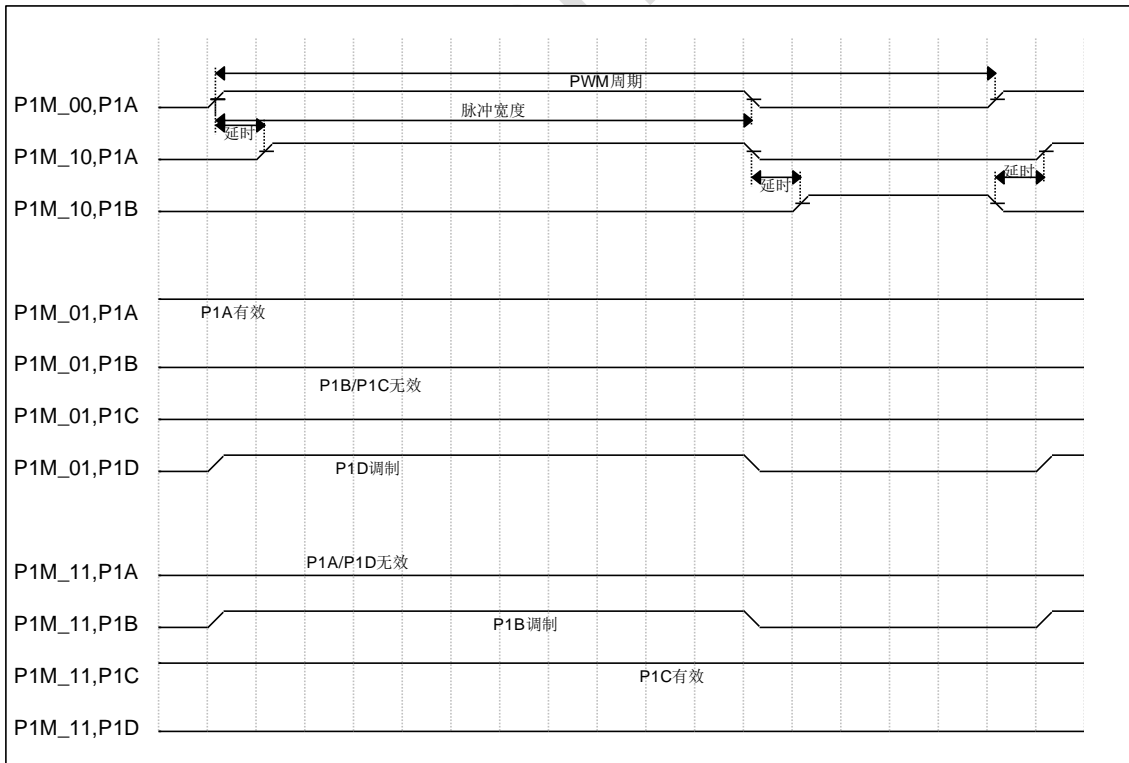 PWM周期
P1M_00,P1A
脉冲宽度
延时
P1M_10,P1A
延时
延时
P1M_10,P1B
P1M_01,P1A
P1A有效
P1M_01,P1B
P1B/P1C无效
P1M_01,P1C
P1M_01,P1D
P1D调制
P1A/P1D无效
P1M_11,P1A
P1M_11,P1B
P1B调制
P1M_11,P1C
P1C有效
P1M_11,P1D